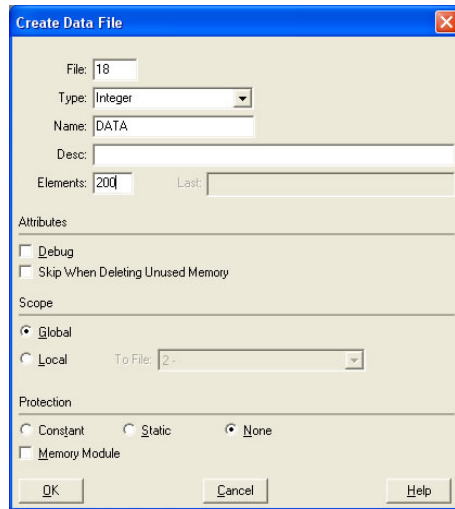 Create Data File
File: 18
Type: Integer
Name: DATA
Desc:
Elements: 200 Last:
Attributes
Debug
Skip When Deleting Unused Memory
Scope
Global
Local To File: 2 -
Protection
Constant Static None
Memory Module
OK Cancel Help